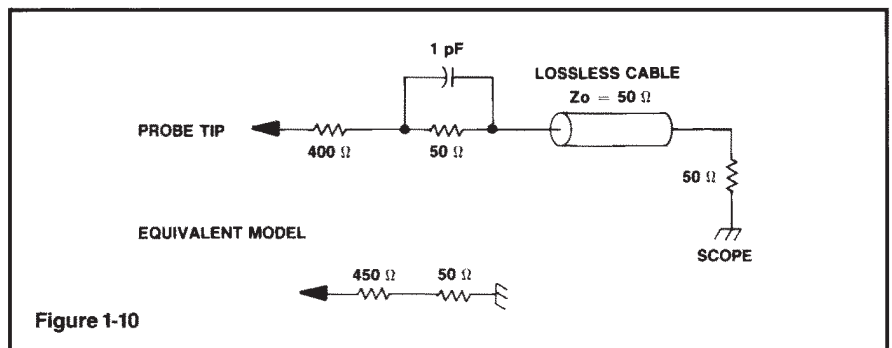 1 pF
LOSSLESS CABLE
Zo = 50 Ω
PROBE TIP
400 Ω
50 Ω
50 Ω
SCOPE
EQUIVALENT MODEL
450 Ω
50 Ω
Figure 1-10